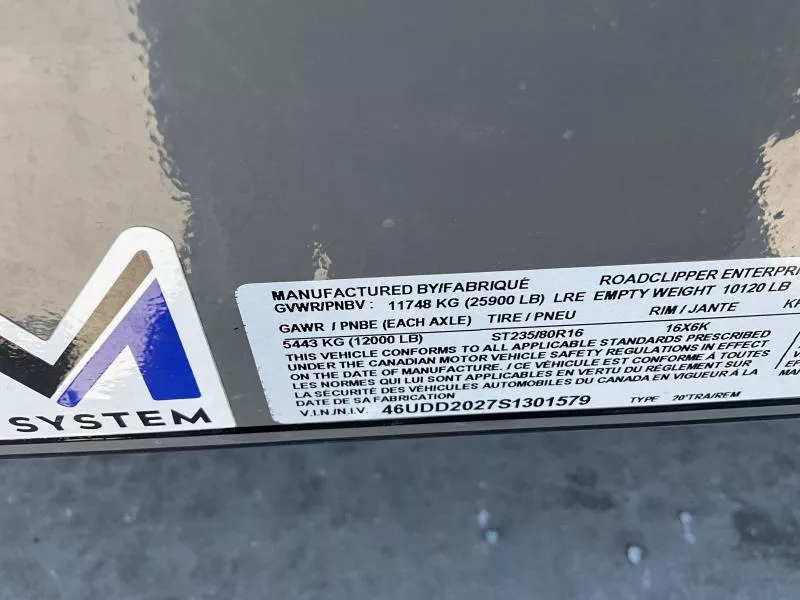 MANUFACTURED BY/FABRIQUÉ ROADCLIPPER
GVWR/PNBV : 11748 KG (25900 LB) LRE EMPTY WEIGHT 10120 LB
GAWR / PNBE (EACH AXLE) TIRE / PNEU RIM / JANTE
5443 KG (12000 LB) ST235/80R16 16X6K
THIS VEHICLE CONFORMS TO ALL APPLICABLE STANDARDS PRESCRIBED
UNDER THE CANADIAN MOTOR VEHICLE SAFETY REGULATIONS IN EFFECT
ON THE DATE OF MANUFACTURE. / CE VÉHICULE EST CONFORME À TOUTES
LES NORMES QUI LUI SONT APPLICABLES EN VERTU DU RÈGLEMENT SUR
LA SÉCURITÉ DES VÉHICULES AUTOMOBILES DU CANADA EN VIGUEUR À LA
DATE DE SA FABRICATION
V.I.N./N.I.V. 46UDD2027S1301579 TYPE 20'TRA/REM
SYSTEM